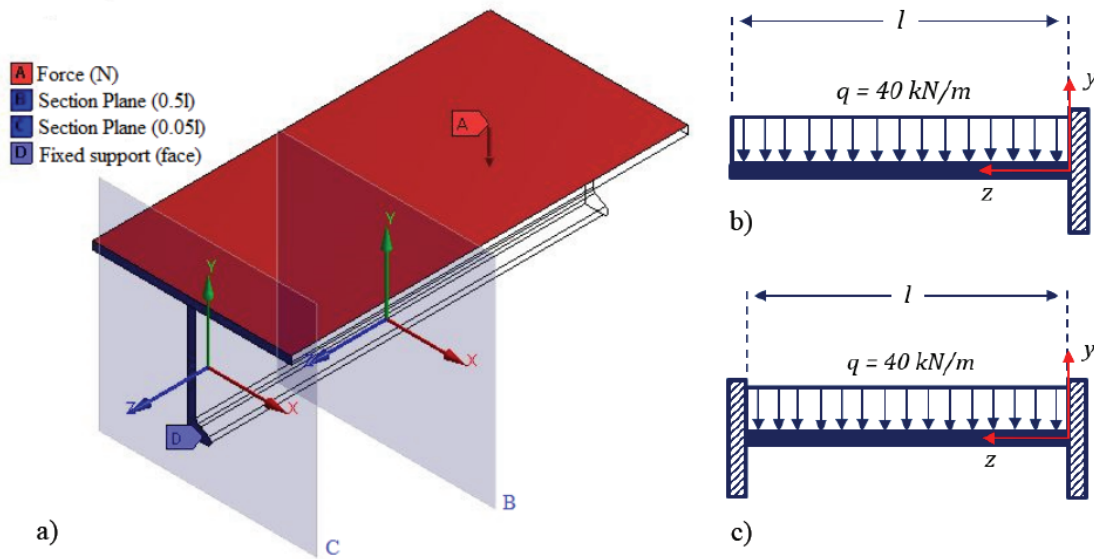 A Force (N)
B Section Plane (0.5l)
C Section Plane (0.05l)
D Fixed support (face)
A
Y
Y
X
Z
X
Z
D
B
C
a)
l
q = 40 kN/m
y
z
b)
l
q = 40 kN/m
y
z
c)